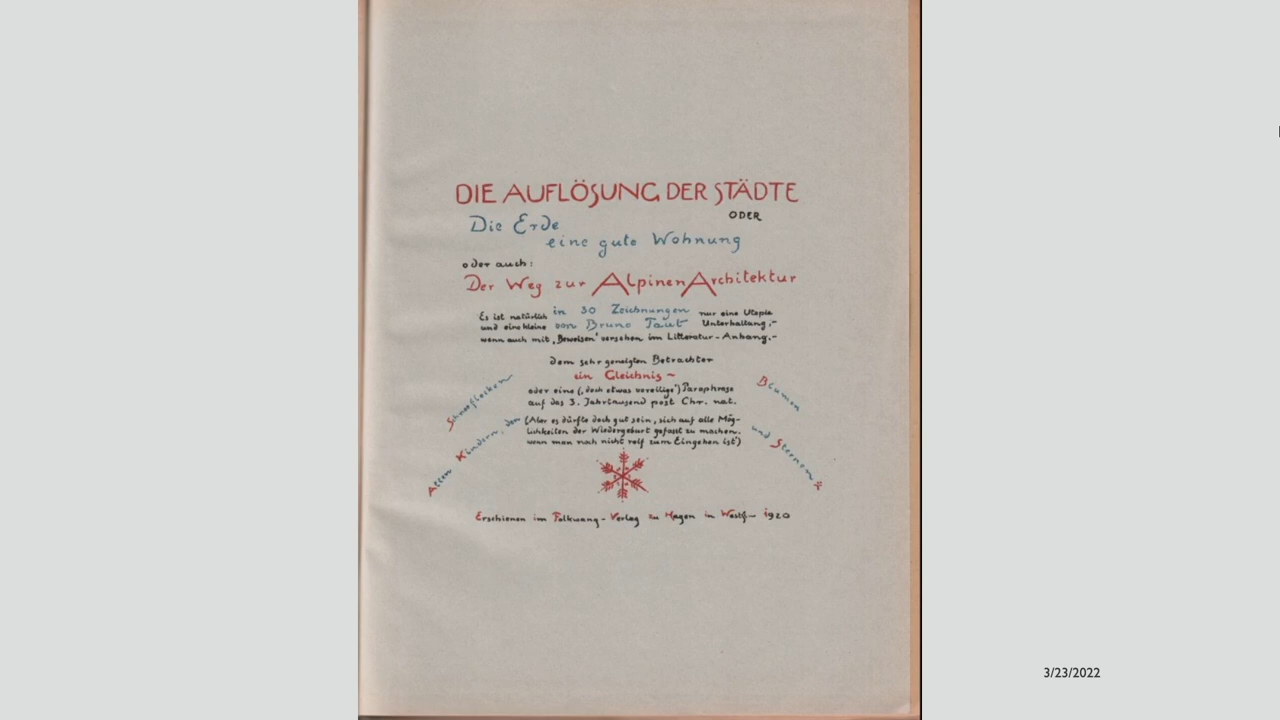 DIE AUFLÖSUNG DER STÄDTE
ODER
Die Erde
eine gute Wohnung
oder auch:
Der Weg zur Alpinen Architektur
in 30 Zeichnungen
von Bruno Taut
Es ist natürlich nur eine Utopie
und eine kleine Unterhaltung,-
wenn auch mit ‚Beweisen' versehen im Litteratur-Anhang.-
dem sehr geneigten Betrachter
ein Gleichnis ~
oder eine (‚doch etwas voreilige') Paraphrase
auf das 3. Jahrtausend post Chr. nat.
(Aber es dürfte doch gut sein, sich auf alle Mög-
lichkeiten der Wiedergeburt gefasst zu machen,
wenn man noch nicht reif zum Eingehen ist')
Allen Kindern, den
Schneeflocken
Blumen
und Sternen
Erschienen im Folkwang-Verlag zu Hagen in Westf- 1920
3/23/2022